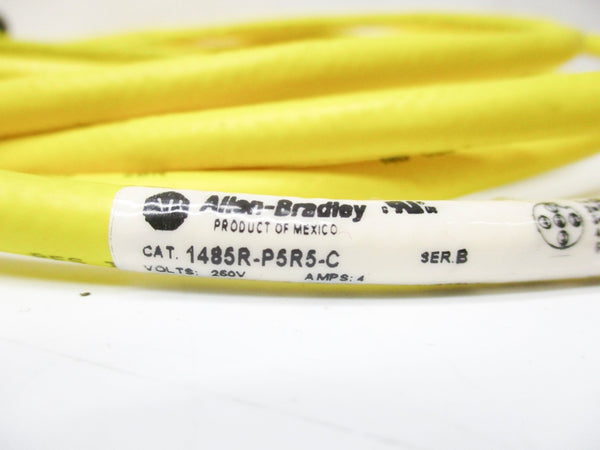 Allen-Bradley
PRODUCT OF MEXICO
CAT. 1485R-P5R5-C SER.B
VOLTS: 250V AMPS: 4